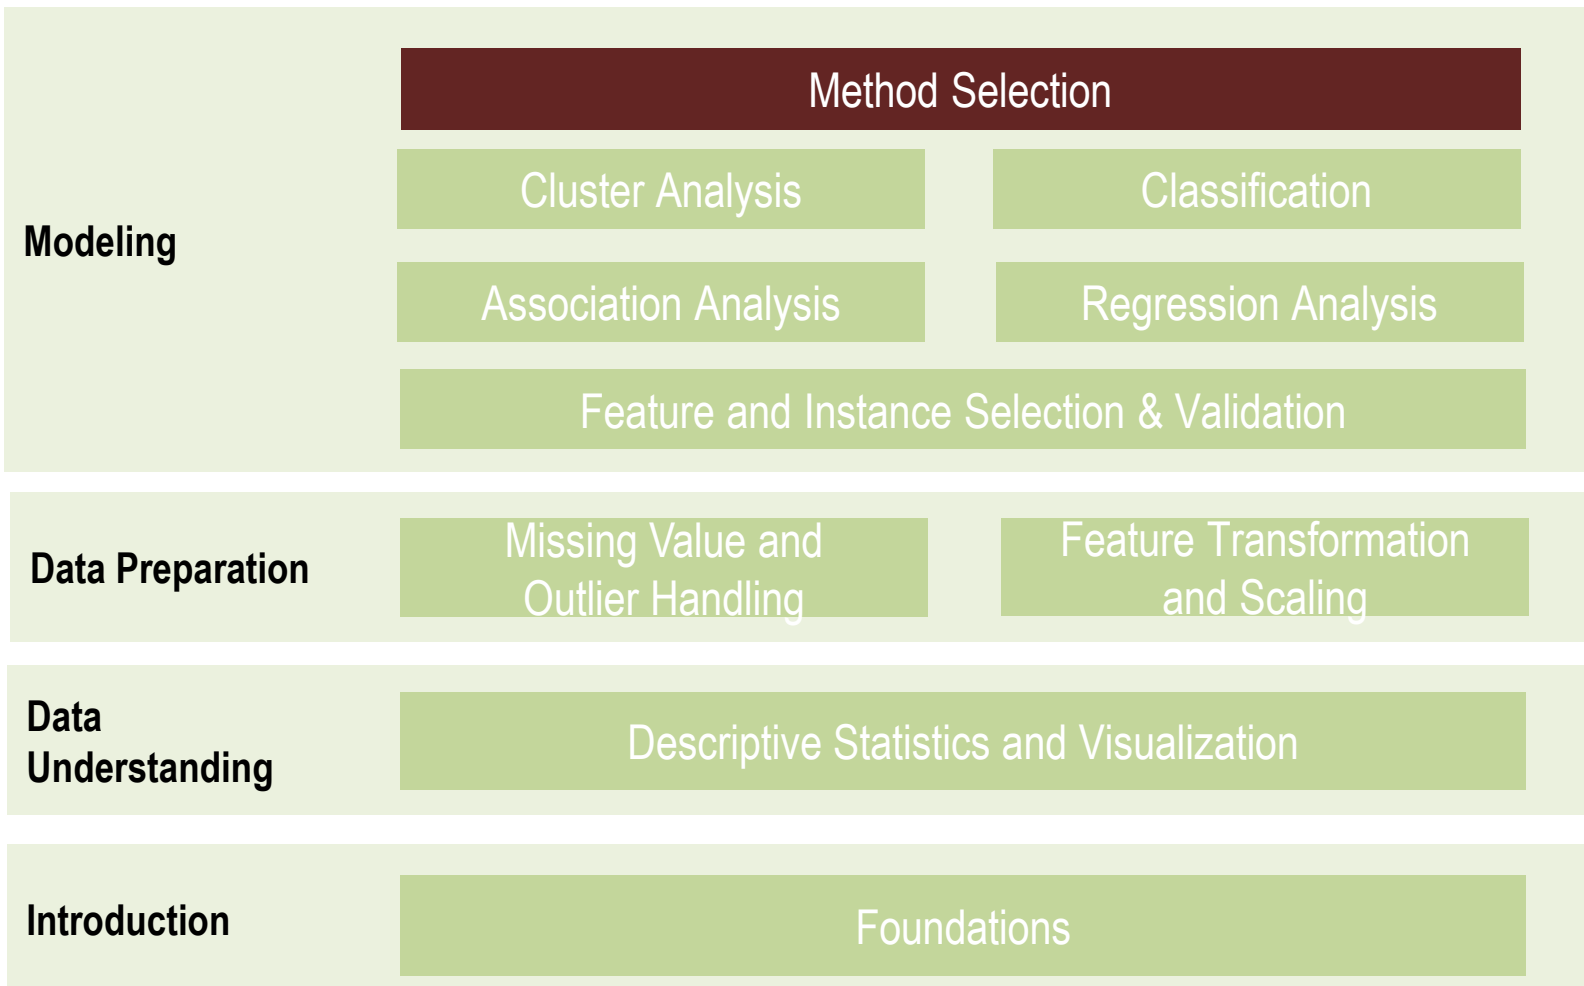 Modeling
Method Selection
Cluster Analysis
Classification
Association Analysis
Regression Analysis
Feature and Instance Selection & Validation
Data Preparation
Missing Value and
Outlier Handling
Feature Transformation
and Scaling
Data
Understanding
Descriptive Statistics and Visualization
Introduction
Foundations